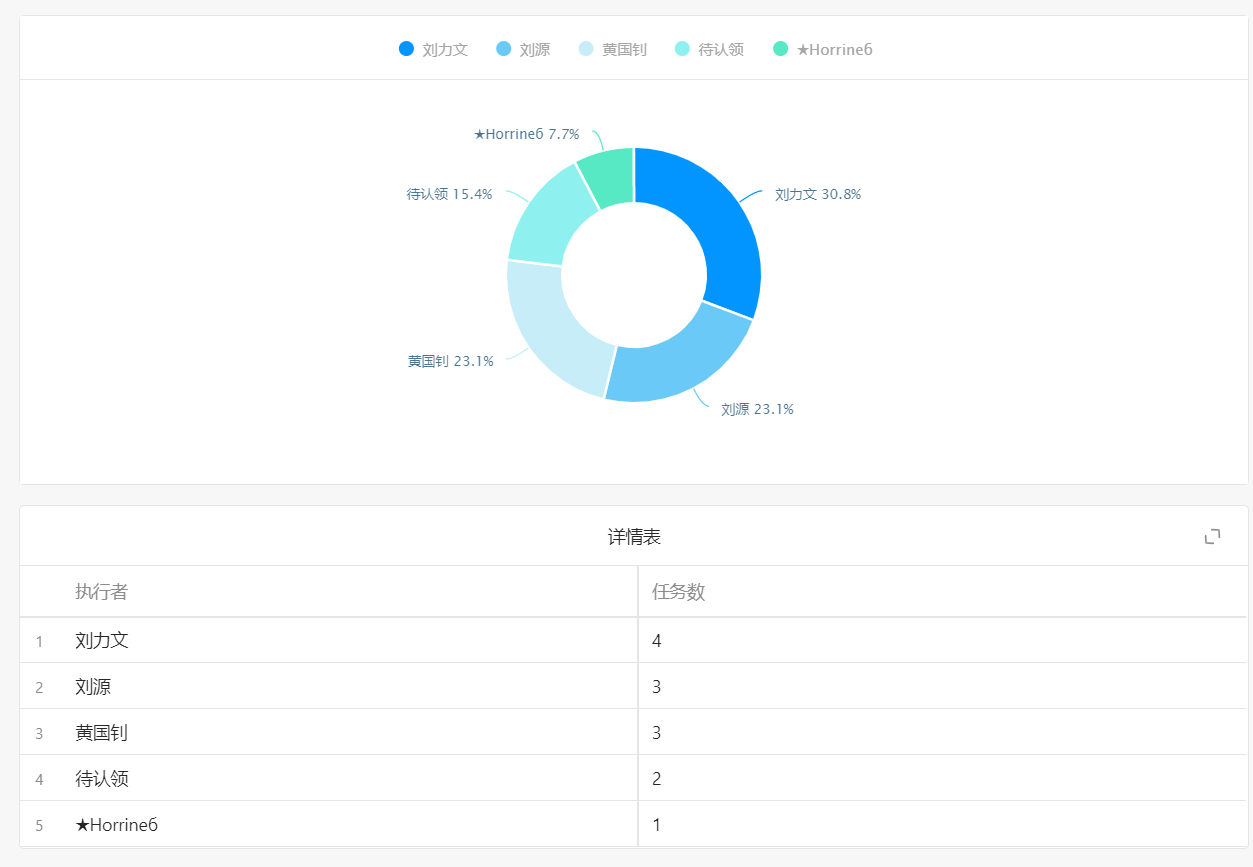 刘力文 刘源 黄国钊 待认领 ★Horrine6
★Horrine6 7.7%
待认领 15.4%
刘力文 30.8%
黄国钊 23.1%
刘源 23.1%
详情表
执行者 任务数
1 刘力文 4
2 刘源 3
3 黄国钊 3
4 待认领 2
5 ★Horrine6 1